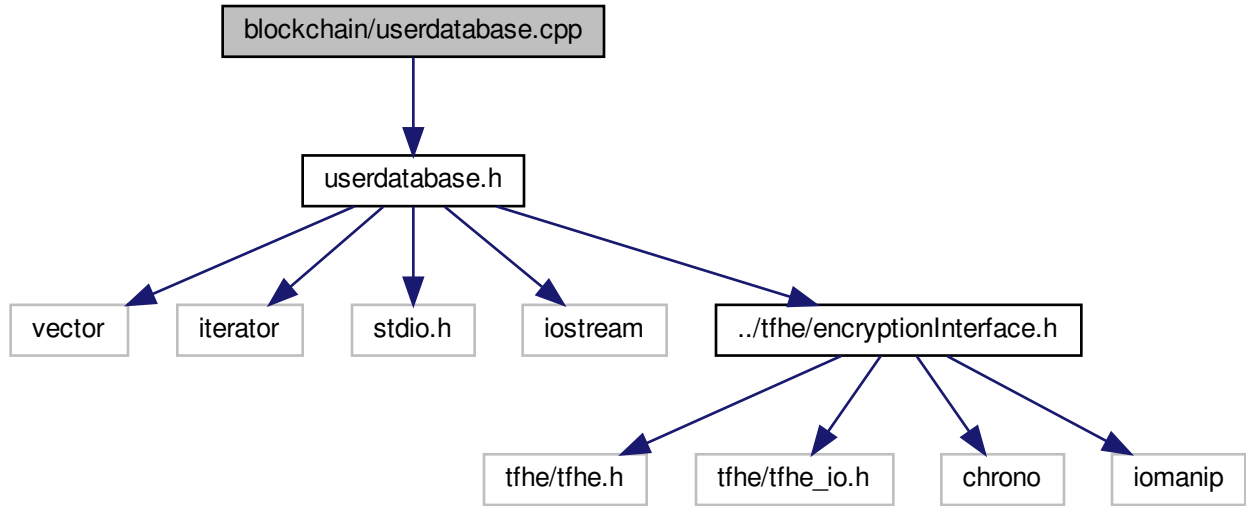 blockchain/userdatabase.cpp
userdatabase.h
vector
iterator
stdio.h
iostream
../tfhe/encryptionInterface.h
tfhe/tfhe.h
tfhe/tfhe_io.h
chrono
iomanip